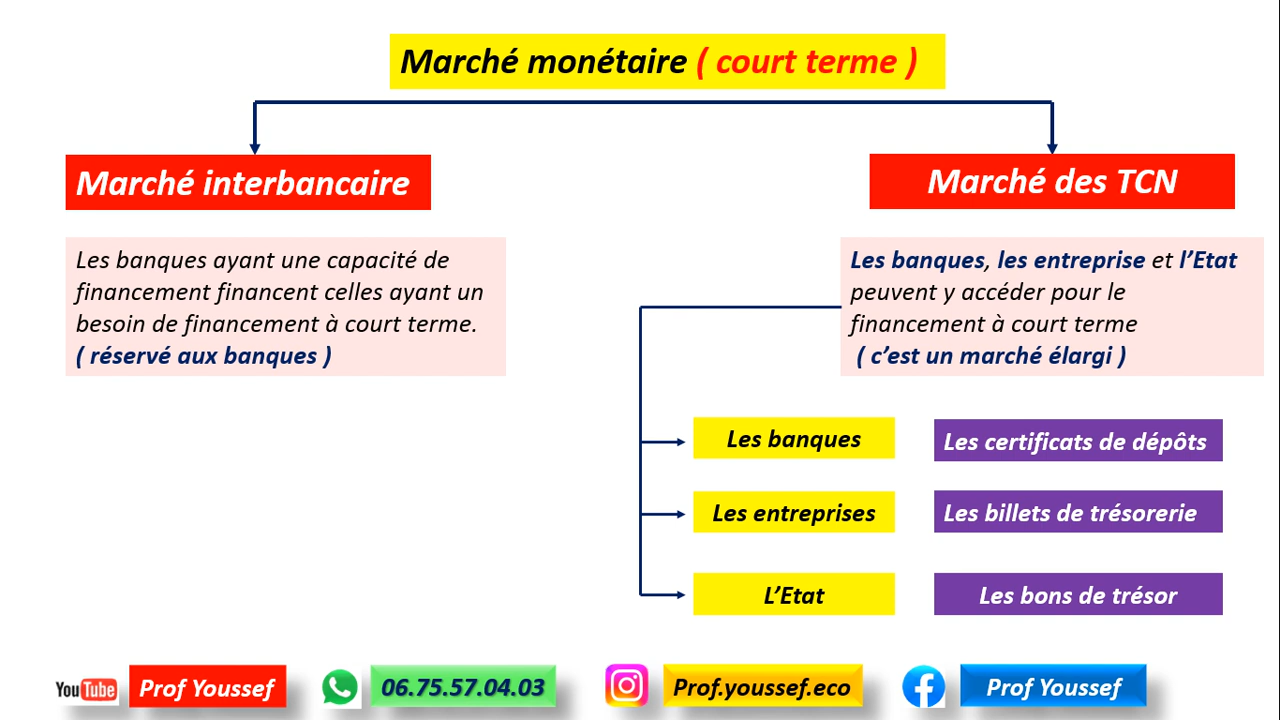 Marché monétaire ( court terme )
Marché interbancaire
Marché des TCN
Les banques ayant une capacité de
financement financent celles ayant un
besoin de financement à court terme.
( réservé aux banques )
Les banques, les entreprise et l’Etat
peuvent y accéder pour le
financement à court terme
( c’est un marché élargi )
Les banques
Les certificats de dépôts
Les entreprises
Les billets de trésorerie
L’Etat
Les bons de trésor
YouTube
Prof Youssef
06.75.57.04.03
Prof.youssef.eco
Prof Youssef